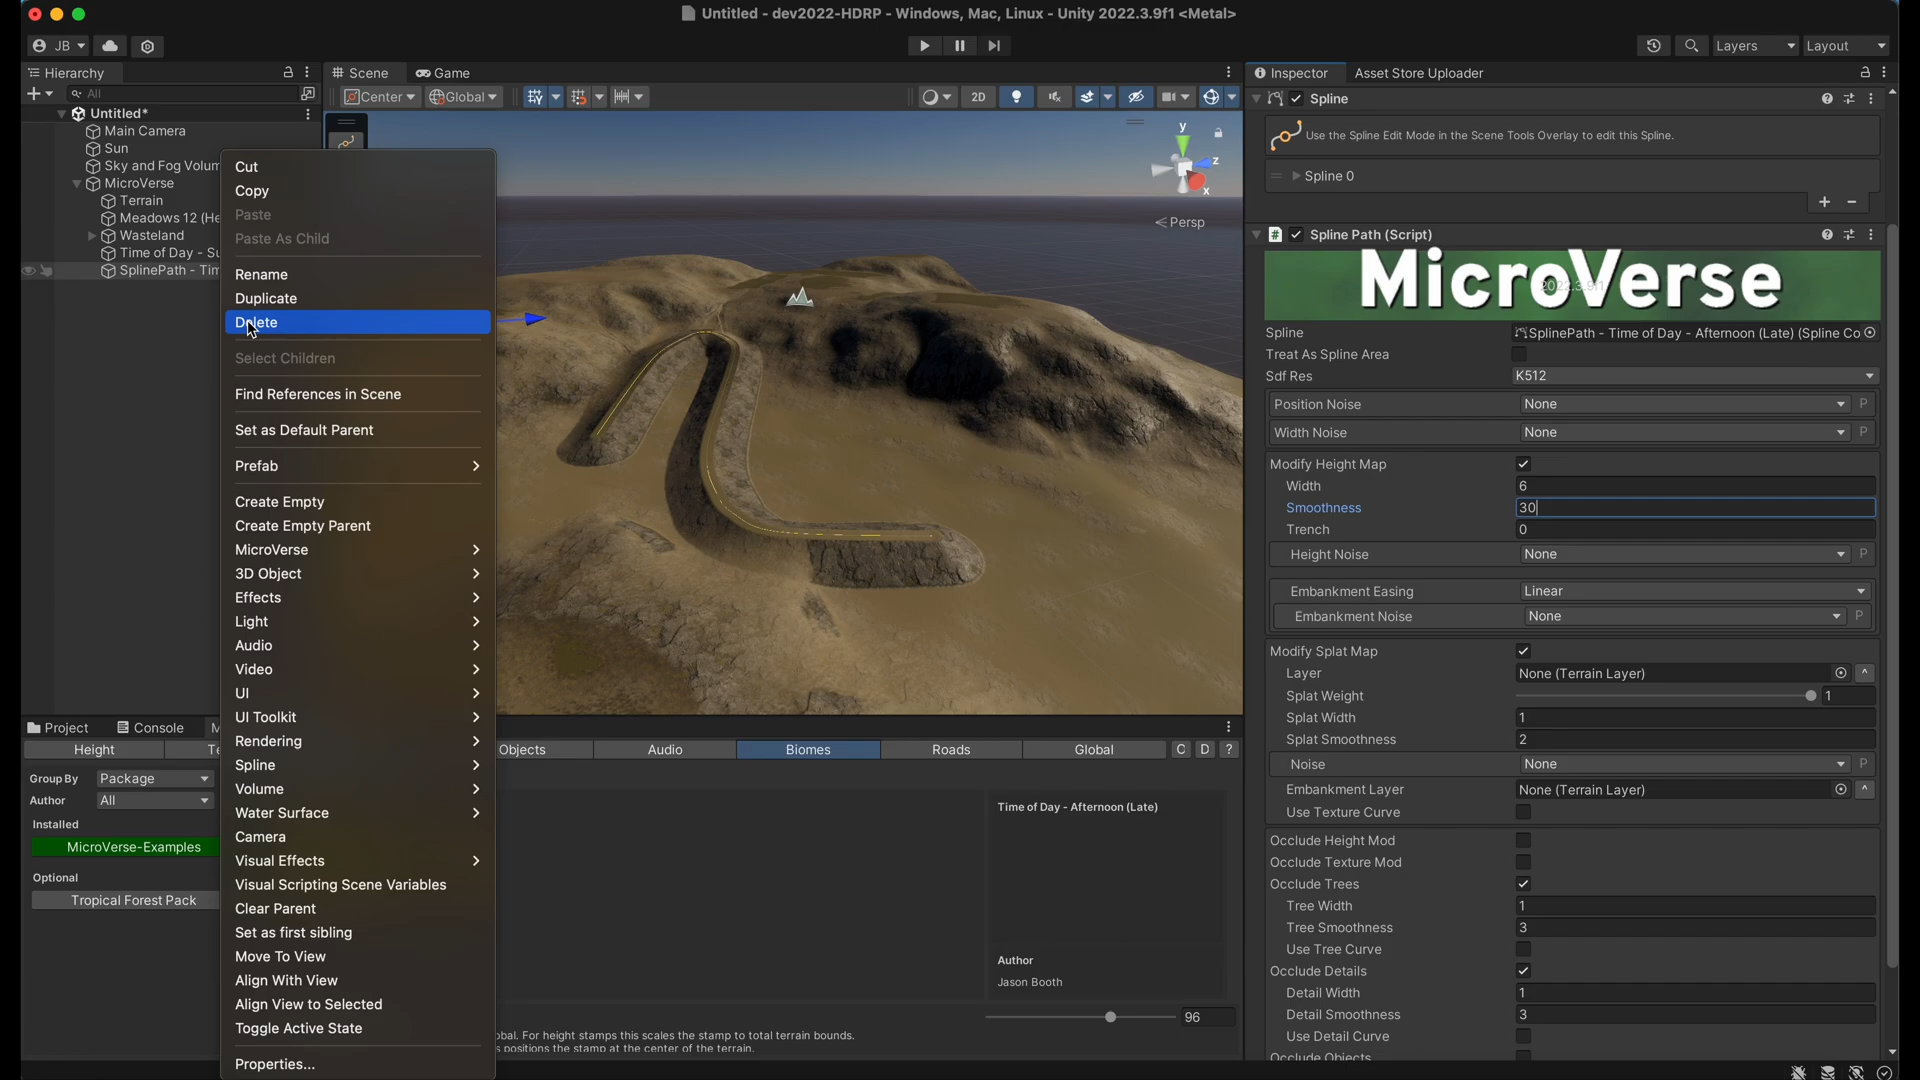 Untitled - dev2022-HDRP - Windows, Mac, Linux - Unity 2022.3.9f1 <Metal>
JB
Layers
Layout
Hierarchy
Scene
Game
Inspector
Asset Store Uploader
All
Center
Global
2D
Untitled*
Main Camera
Sun
Sky and Fog Volum
MicroVerse
Terrain
Meadows 12 (He
Wasteland
Time of Day - Su
SplinePath - Tim
Cut
Copy
Paste
Paste As Child
Rename
Duplicate
Delete
Select Children
Find References in Scene
Set as Default Parent
Prefab
Create Empty
Create Empty Parent
MicroVerse
3D Object
Effects
Light
Audio
Video
UI
UI Toolkit
Rendering
Spline
Volume
Water Surface
Camera
Visual Effects
Visual Scripting Scene Variables
Clear Parent
Set as first sibling
Move To View
Align With View
Align View to Selected
Toggle Active State
Properties...
y
z
x
Persp
Spline
Use the Spline Edit Mode in the Scene Tools Overlay to edit this Spline.
Spline 0
Spline Path (Script)
MicroVerse
2022.3.9f1
Spline SplinePath - Time of Day - Afternoon (Late) (Spline Co
Treat As Spline Area
Sdf Res K512
Position Noise None P
Width Noise None P
Modify Height Map
Width 6
Smoothness 30
Trench 0
Height Noise None P
Embankment Easing Linear
Embankment Noise None P
Modify Splat Map
Layer None (Terrain Layer) ^
Splat Weight 1
Splat Width 1
Splat Smoothness 2
Noise None P
Embankment Layer None (Terrain Layer) ^
Use Texture Curve
Occlude Height Mod
Occlude Texture Mod
Occlude Trees
Tree Width 1
Tree Smoothness 3
Use Tree Curve
Occlude Details
Detail Width 1
Detail Smoothness 3
Use Detail Curve
Occlude Objects
Project
Console
M
Height
Te
Objects
Audio
Biomes
Roads
Global
C
D
?
Group By Package
Author All
Installed
MicroVerse-Examples
Optional
Tropical Forest Pack
Time of Day - Afternoon (Late)
Author
Jason Booth
96
obal. For height stamps this scales the stamp to total terrain bounds.
s positions the stamp at the center of the terrain.